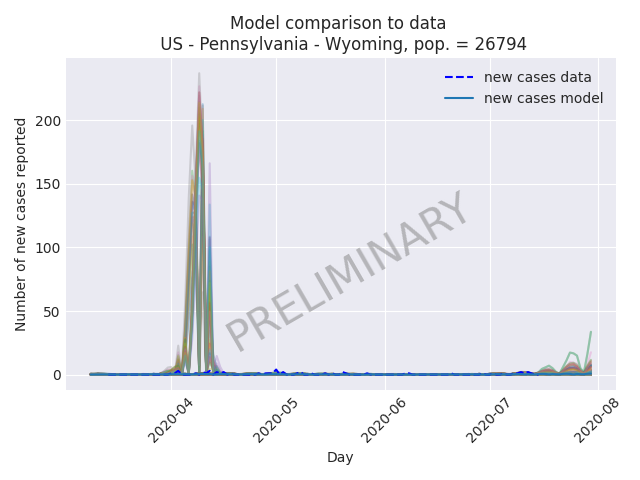 Model comparison to data
US - Pennsylvania - Wyoming, pop. = 26794
new cases data
new cases model
Number of new cases reported
200
150
100
50
0
PRELIMINARY
2020-04
2020-05
2020-06
2020-07
2020-08
Day